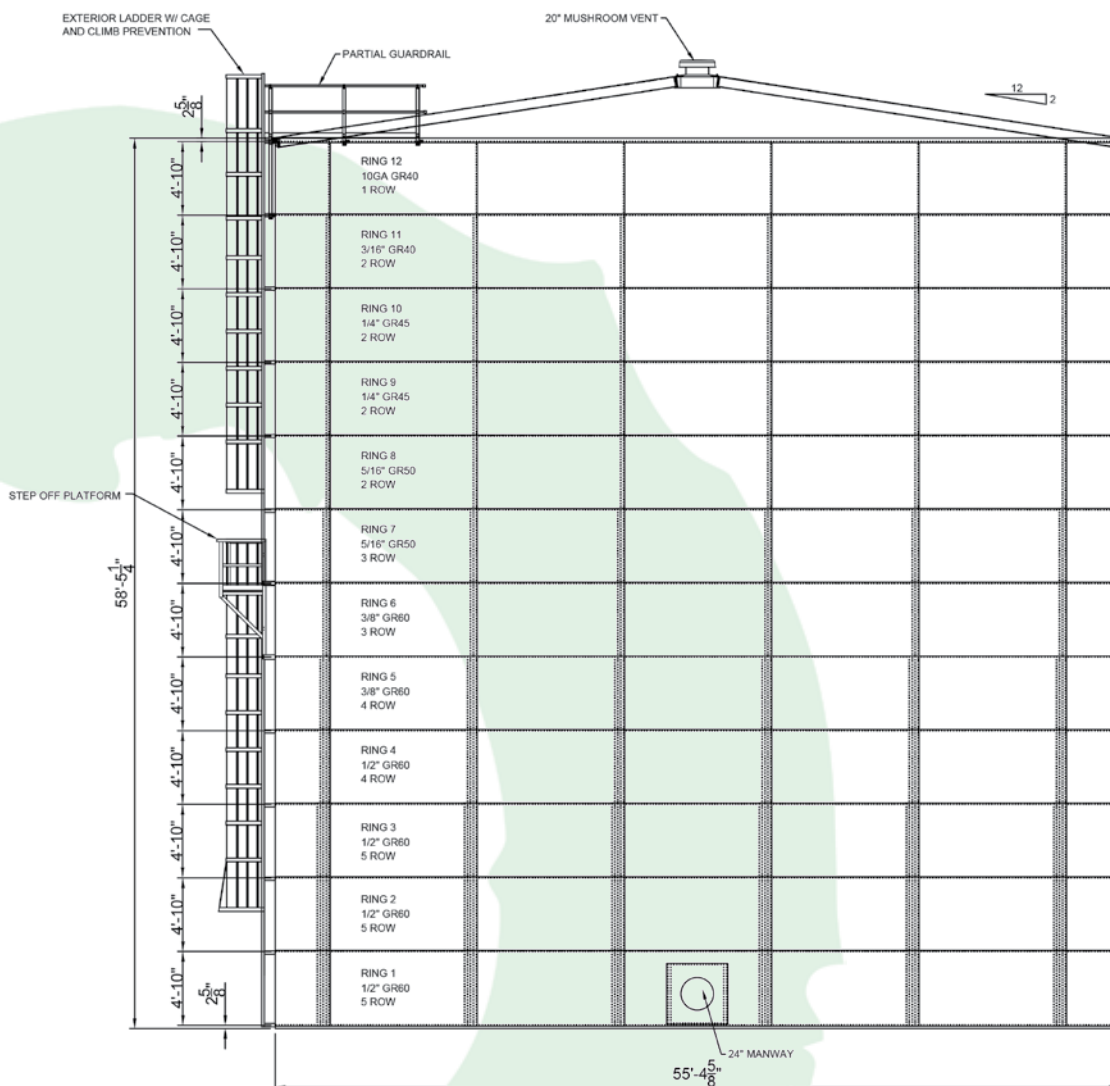 EXTERIOR LADDER W/ CAGE
AND CLIMB PREVENTION
20" MUSHROOM VENT
PARTIAL GUARDRAIL
12
2
2 5/8"
4'-10"
RING 12
10GA GR40
1 ROW
4'-10"
RING 11
3/16" GR40
2 ROW
4'-10"
RING 10
1/4" GR45
2 ROW
4'-10"
RING 9
1/4" GR45
2 ROW
4'-10"
RING 8
5/16" GR50
2 ROW
STEP OFF PLATFORM
4'-10"
RING 7
5/16" GR50
3 ROW
58'-5 1/4"
4'-10"
RING 6
3/8" GR60
3 ROW
4'-10"
RING 5
3/8" GR60
4 ROW
4'-10"
RING 4
1/2" GR60
4 ROW
4'-10"
RING 3
1/2" GR60
5 ROW
4'-10"
RING 2
1/2" GR60
5 ROW
4'-10"
RING 1
1/2" GR60
5 ROW
2 5/8"
24" MANWAY
55'-4 5/8"